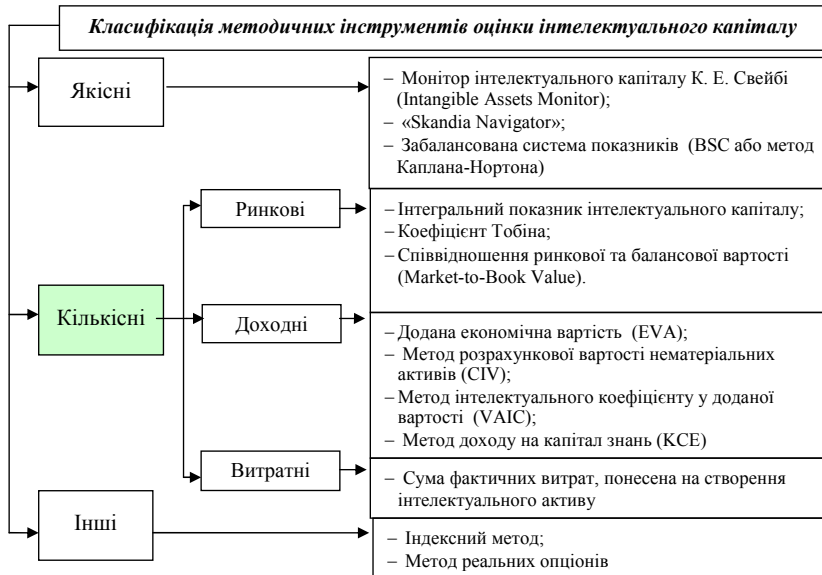 Класифікація методичних інструментів оцінки інтелектуального капіталу
Якісні
– Монітор інтелектуального капіталу К. Е. Свейбі
(Intangible Assets Monitor);
– «Skandia Navigator»;
– Забалансована система показників (BSC або метод
Каплана-Нортона)
Кількісні
Ринкові
– Інтегральний показник інтелектуального капіталу;
– Коефіцієнт Тобіна;
– Співвідношення ринкової та балансової вартості
(Market-to-Book Value).
Доходні
– Додана економічна вартість (EVA);
– Метод розрахункової вартості нематеріальних
активів (CIV);
– Метод інтелектуального коефіцієнту у доданої
вартості (VAIC);
– Метод доходу на капітал знань (KCE)
Витратні
– Сума фактичних витрат, понесена на створення
інтелектуального активу
Інші
– Індексний метод;
– Метод реальних опціонів